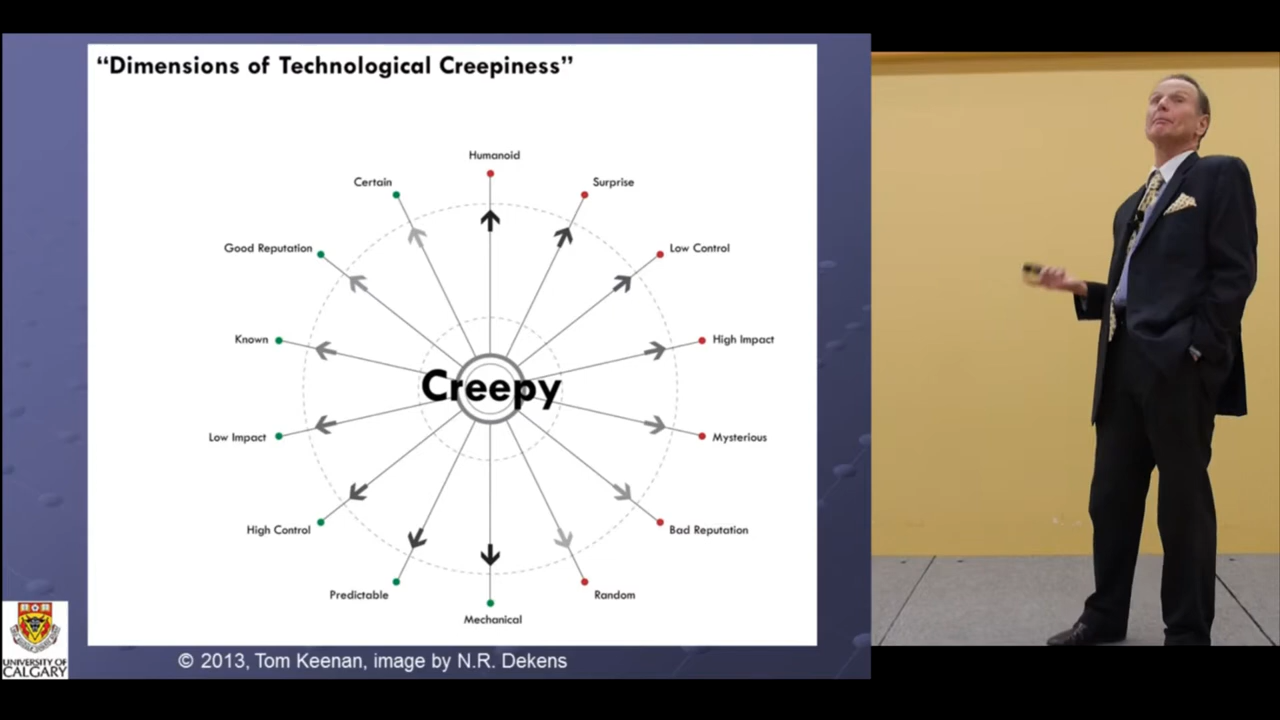 “Dimensions of Technological Creepiness”
Humanoid
Certain
Surprise
Good Reputation
Low Control
Known
High Impact
Creepy
Low Impact
Mysterious
High Control
Bad Reputation
Predictable
Random
Mechanical
UNIVERSITY OF
CALGARY
© 2013, Tom Keenan, image by N.R. Dekens